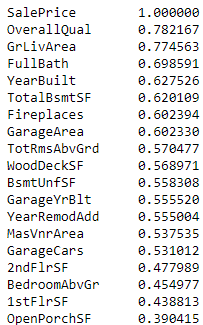 SalePrice 1.000000
OverallQual 0.782167
GrLivArea 0.774563
FullBath 0.698591
YearBuilt 0.627526
TotalBsmtSF 0.620109
Fireplaces 0.602394
GarageArea 0.602330
TotRmsAbvGrd 0.570477
WoodDeckSF 0.568971
BsmtUnfSF 0.558308
GarageYrBlt 0.555520
YearRemodAdd 0.555004
MasVnrArea 0.537535
GarageCars 0.531012
2ndFlrSF 0.477989
BedroomAbvGr 0.454977
1stFlrSF 0.438813
OpenPorchSF 0.390415